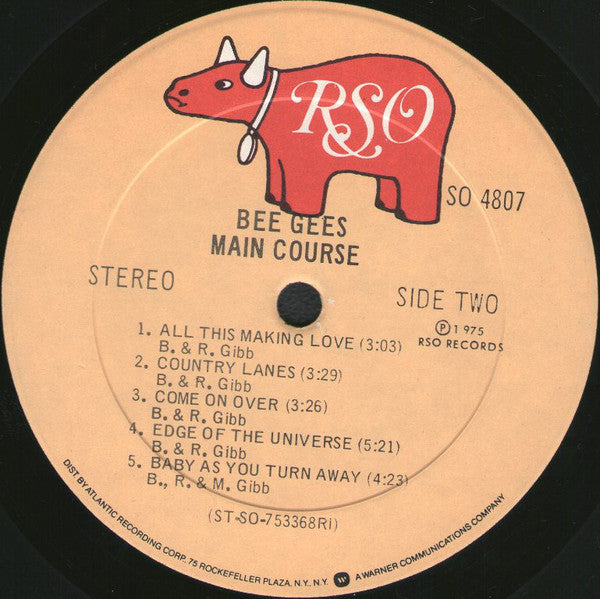 RSO
SO 4807
BEE GEES
MAIN COURSE
STEREO
SIDE TWO
Ⓟ 1975
RSO RECORDS
1. ALL THIS MAKING LOVE (3:03)
B. & R. Gibb
2. COUNTRY LANES (3:29)
B. & R. Gibb
3. COME ON OVER (3:26)
B. & R. Gibb
4. EDGE OF THE UNIVERSE (5:21)
B. & R. Gibb
5. BABY AS YOU TURN AWAY (4:23)
B., R. & M. Gibb
(ST-SO-753368RI)
DIST BY ATLANTIC RECORDING CORP. 75 ROCKEFELLER PLAZA, N.Y., N.Y. W A WARNER COMMUNICATIONS COMPANY